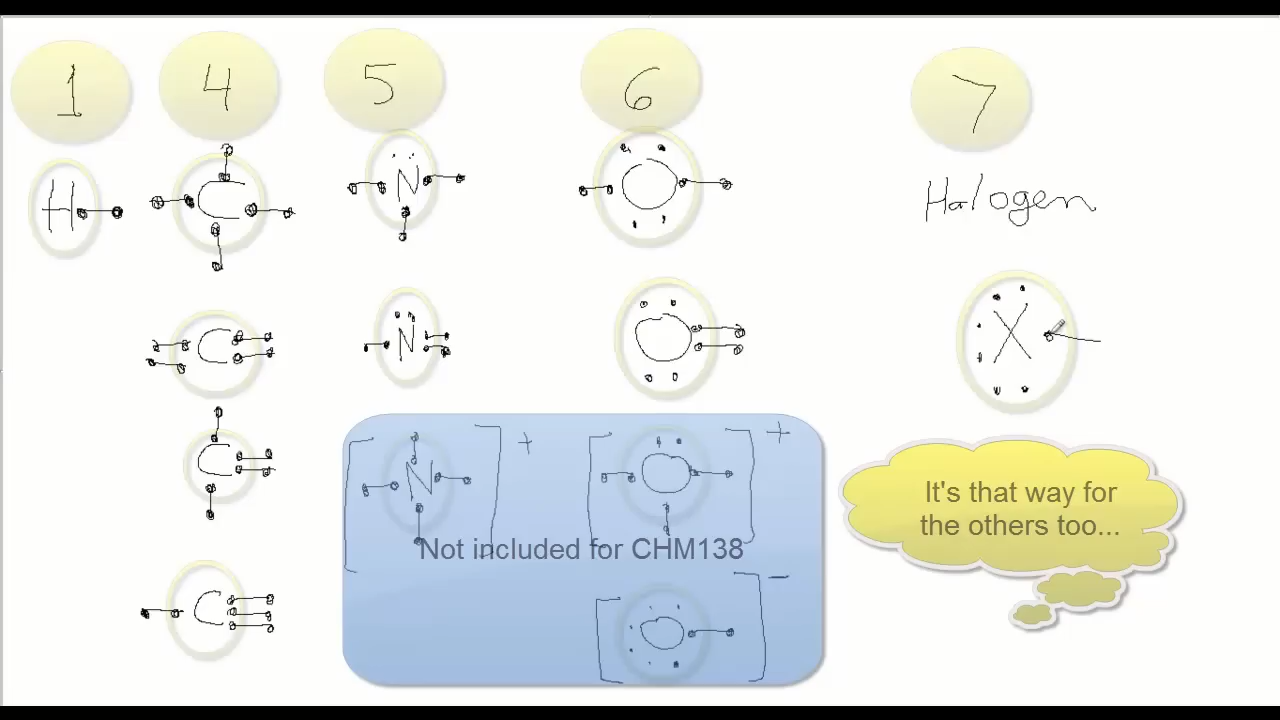 1 4 5 6 7
H C N O Halogen
C N O X
C
[N]+ [O]+
It's that way for
the others too...
Not included for CHM138
C [O]-